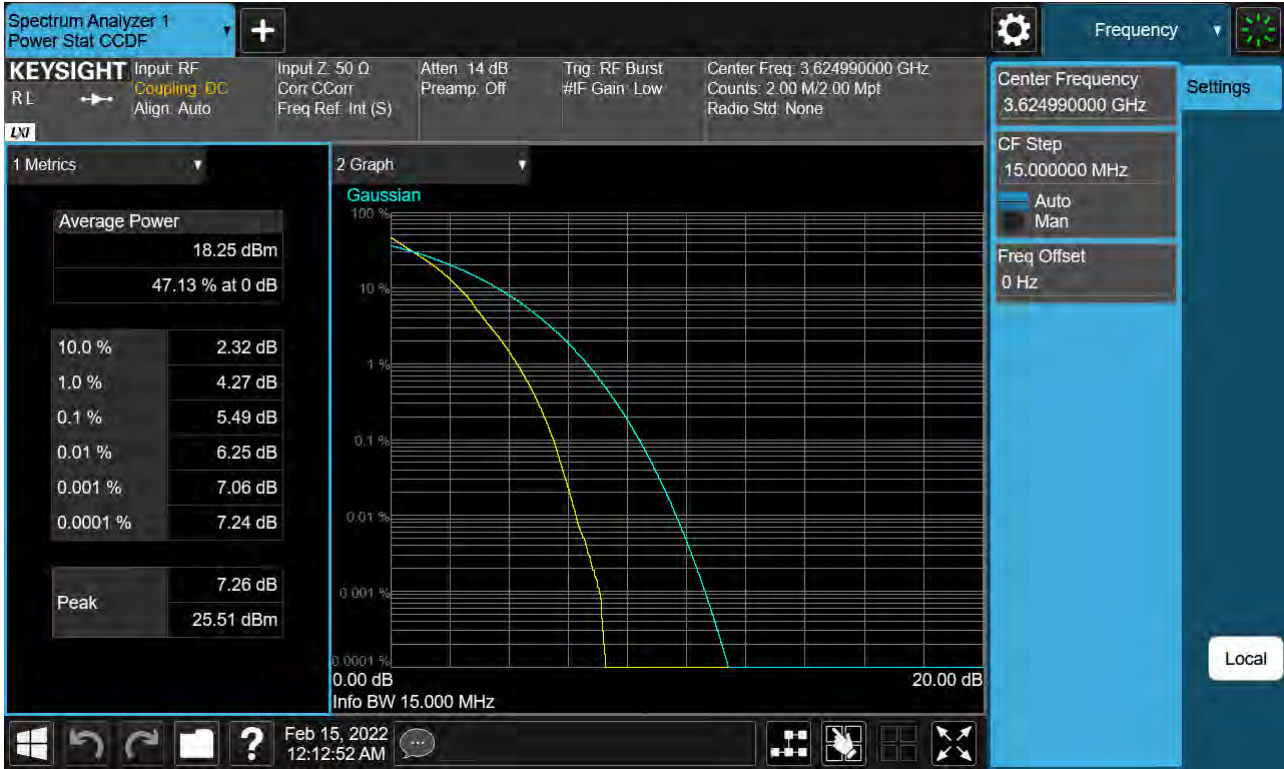 Spectrum Analyzer 1
Power Stat CCDF
+
Frequency
KEYSIGHT
R L
LXI
Input: RF
Coupling: DC
Align: Auto
Input Z: 50 Ω
Corr CCorr
Freq Ref: Int (S)
Atten: 14 dB
Preamp: Off
Trig: RF Burst
#IF Gain: Low
Center Freq: 3.624990000 GHz
Counts: 2.00 M/2.00 Mpt
Radio Std: None
Center Frequency
3.624990000 GHz
Settings
CF Step
15.000000 MHz
Auto
Man
Freq Offset
0 Hz
Local
1 Metrics
Average Power
18.25 dBm
47.13 % at 0 dB
10.0 % 2.32 dB
1.0 % 4.27 dB
0.1 % 5.49 dB
0.01 % 6.25 dB
0.001 % 7.06 dB
0.0001 % 7.24 dB
Peak
7.26 dB
25.51 dBm
2 Graph
Gaussian
100 %
10 %
1 %
0.1 %
0.01 %
0.001 %
0.0001 %
0.00 dB 20.00 dB
Info BW 15.000 MHz
?
Feb 15, 2022
12:12:52 AM